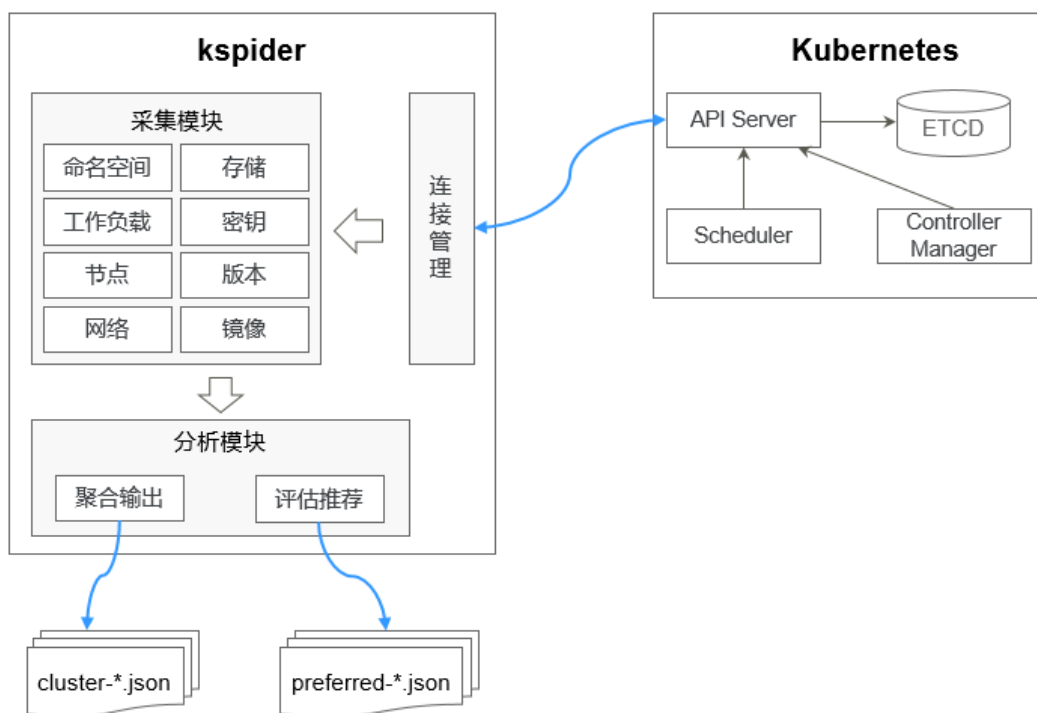 kspider
采集模块
命名空间
存储
工作负载
密钥
节点
版本
网络
镜像
连接管理
分析模块
聚合输出
评估推荐
cluster-*.json
preferred-*.json
Kubernetes
API Server
ETCD
Scheduler
Controller
Manager